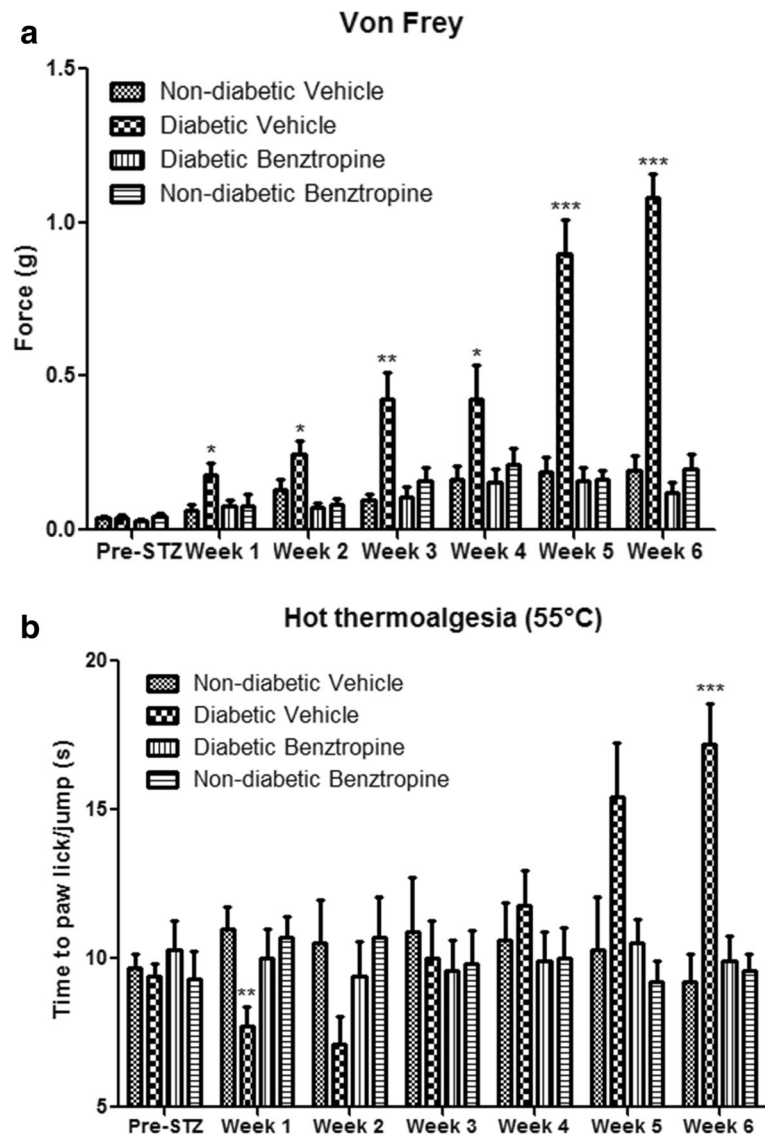 a
Von Frey
1.5
Non-diabetic Vehicle
Diabetic Vehicle
Diabetic Benztropine
Non-diabetic Benztropine
***
***
1.0
Force (g)
**
*
0.5
*
*
0.0
Pre-STZ Week 1 Week 2 Week 3 Week 4 Week 5 Week 6
b
Hot thermoalgesia (55°C)
20
Non-diabetic Vehicle
Diabetic Vehicle
Diabetic Benztropine
Non-diabetic Benztropine
***
Time to paw lick/jump (s)
15
10
**
5
Pre-STZ Week 1 Week 2 Week 3 Week 4 Week 5 Week 6